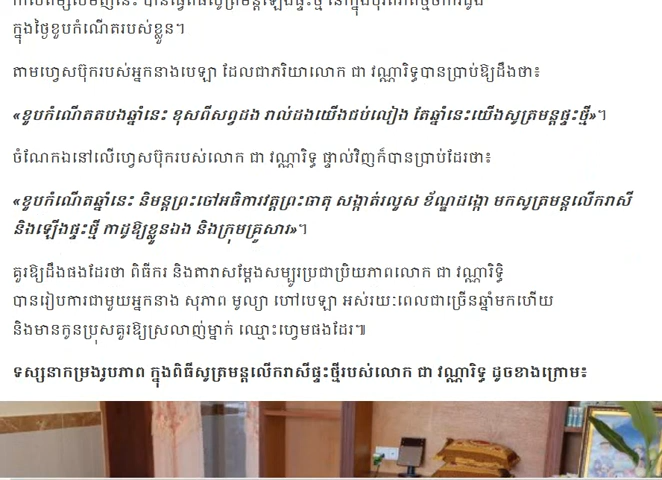 ក្នុងថ្ងៃខួបកំណើតរបស់ខ្លួន។
តាមហ្វេសប៊ុករបស់អ្នកនាងបេឡា ដែលជាភរិយាលោក ជា វណ្ណារិទ្ធបានប្រាប់ឱ្យដឹងថា៖
«ខួបកំណើតតបងឆ្នាំនេះ ខុសពីសព្វដង រាល់ដងយើងជប់លៀង តែឆ្នាំនេះយើងសូត្រមន្តផ្ទះថ្មី»។
ចំណែកឯនៅលើហ្វេសប៊ុករបស់លោក ជា វណ្ណារិទ្ធ ផ្ទាល់វិញក៏បានប្រាប់ដែរថា៖
«ខួបកំណើតឆ្នាំនេះ និមន្តព្រះចៅអធិការវត្តព្រះធាតុ សង្កាត់រលួស ខ័ណ្ឌដង្កោ មកសូត្រមន្តលើករាសី
និងឡើងផ្ទះថ្មី កាដូឱ្យខ្លួនឯង និងក្រុមគ្រួសារ»។
គួរឱ្យដឹងផងដែរថា ពិធីករ និងតារាសម្ដែងសម្បូរប្រជាប្រិយភាពលោក ជា វណ្ណារិទ្ធិ
បានរៀបការជាមួយអ្នកនាង សុភាព មូល្យា ហៅបេឡា អស់រយៈពេលជាច្រើនឆ្នាំមកហើយ
និងមានកូនប្រុសគួរឱ្យស្រលាញ់ម្នាក់ ឈ្មោះហ្វេមផងដែរ៕
ទស្សនាកម្រងរូបភាព ក្នុងពិធីសូត្រមន្តលើករាសីផ្ទះថ្មីរបស់លោក ជា វណ្ណារិទ្ធ ដូចខាងក្រោម៖